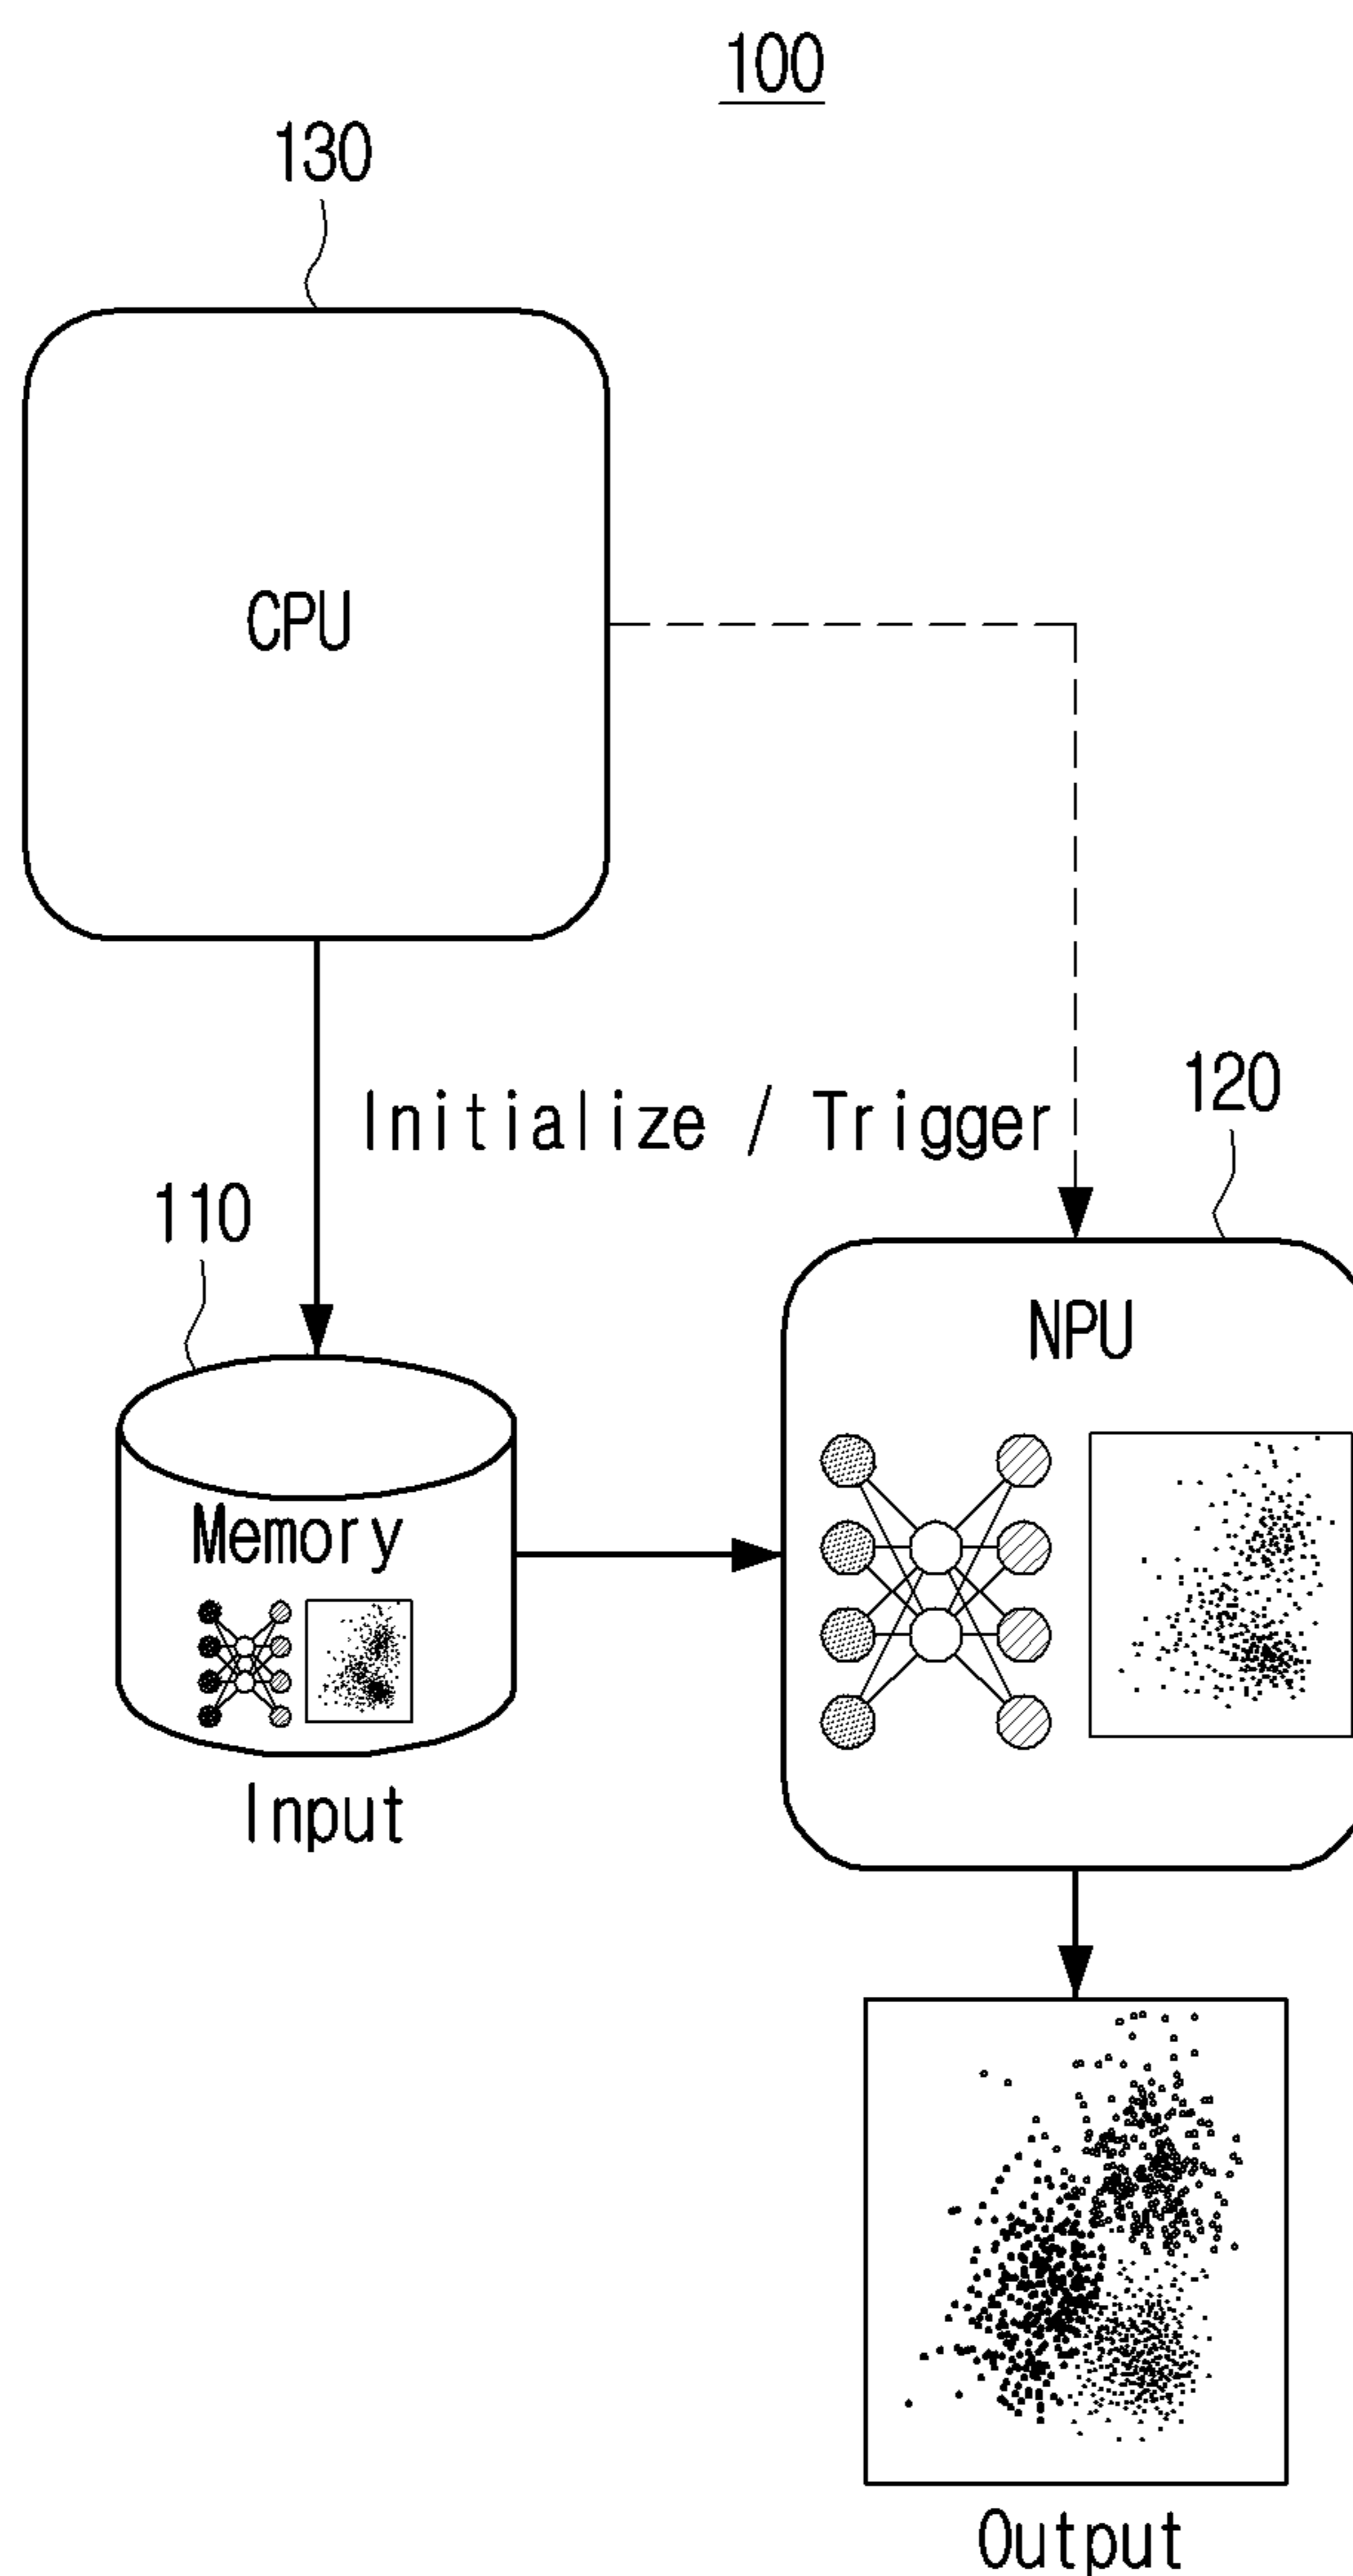 100
130
CPU
Initialize / Trigger
120
110
NPU
Memory
Input
Output